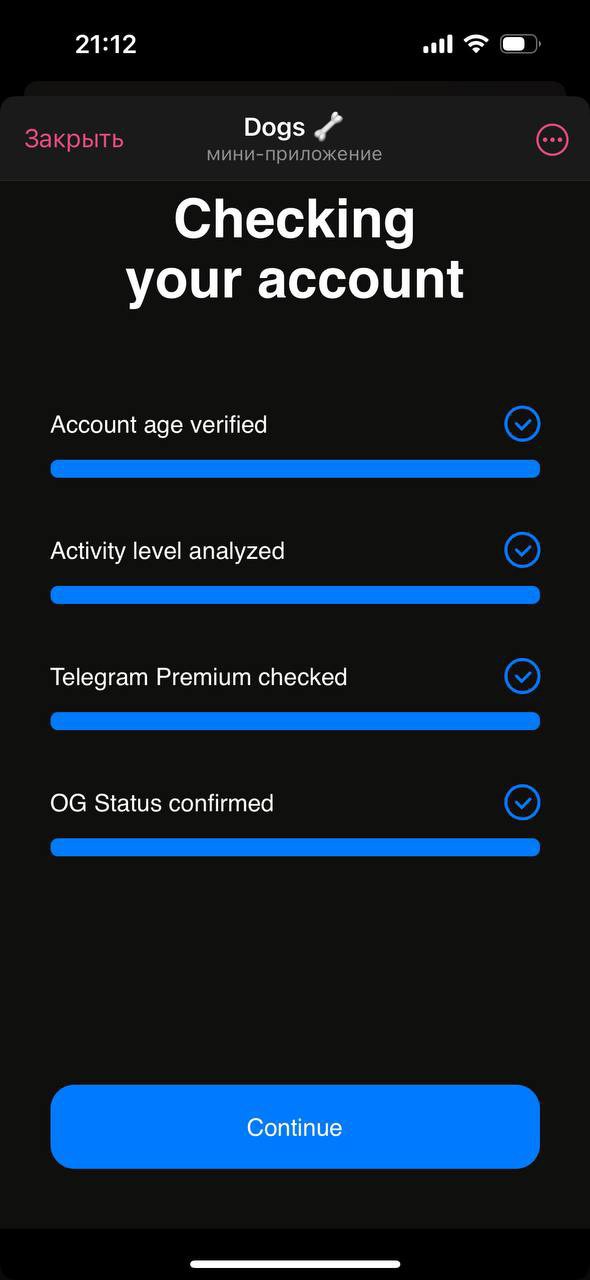 21:12
Закрыть
Dogs 🦴
мини-приложение
Checking
your account
Account age verified
Activity level analyzed
Telegram Premium checked
OG Status confirmed
Continue